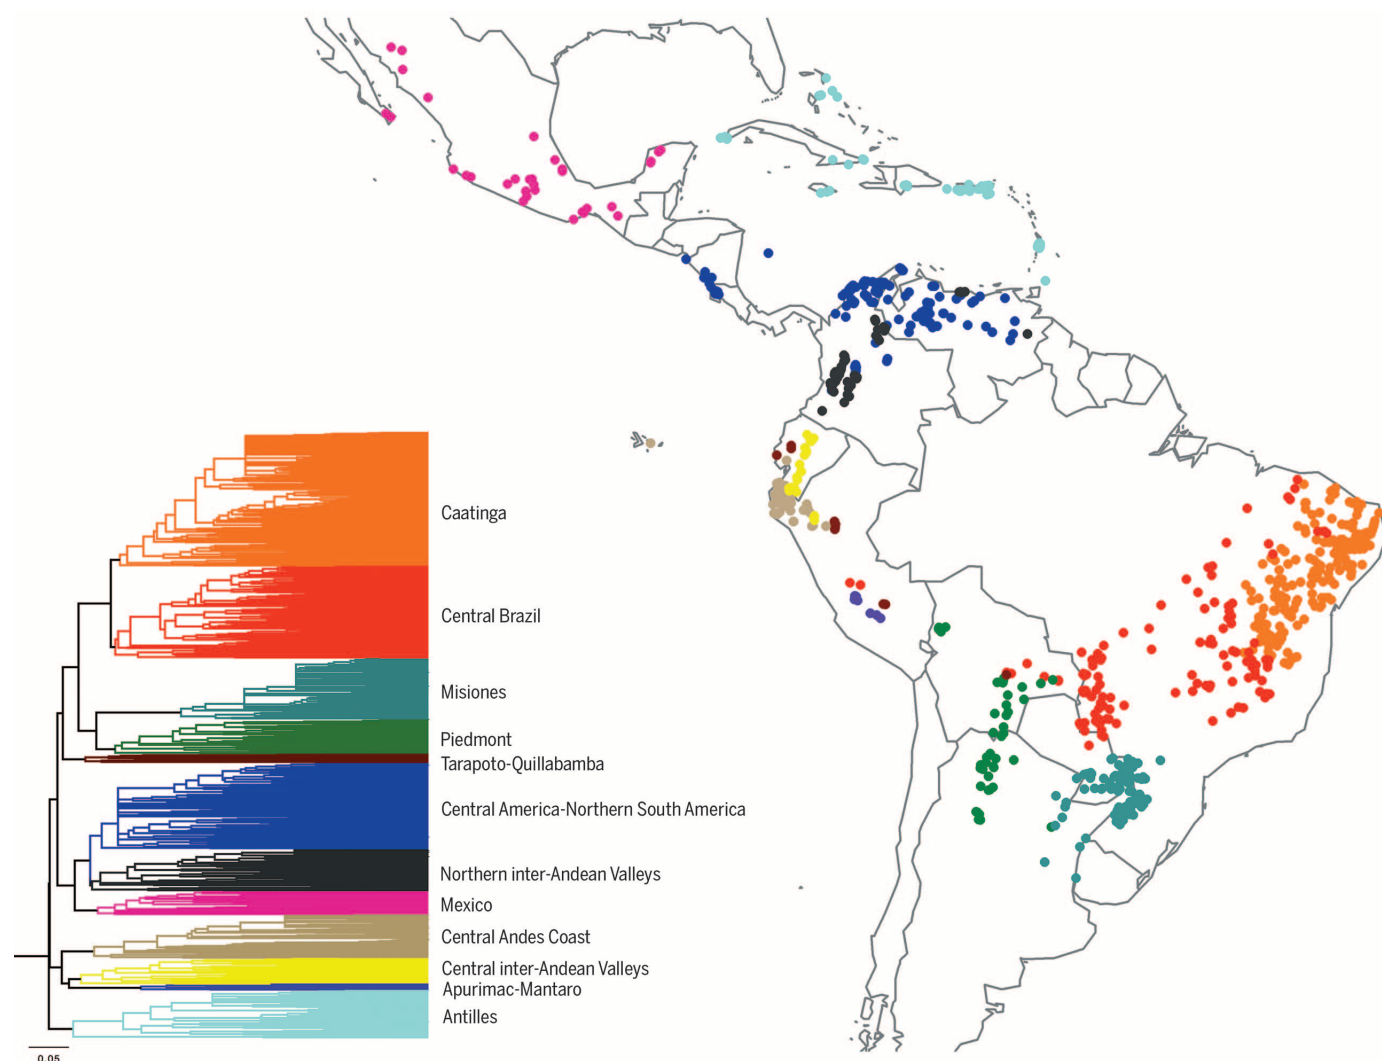 Caatinga
Central Brazil
Misiones
Piedmont
Tarapoto-Quillabamba
Central America-Northern South America
Northern inter-Andean Valleys
Mexico
Central Andes Coast
Central inter-Andean Valleys
Apurimac-Mantaro
Antilles
0.05